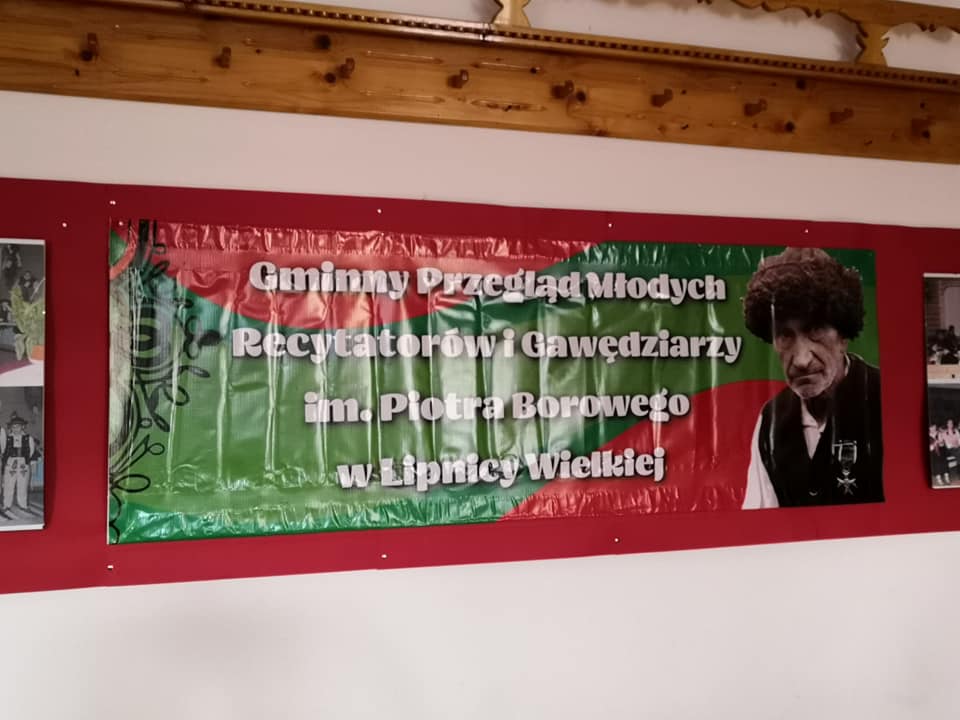 Gminny Przegląd Młodych
Recytatorów i Gawędziarzy
im. Piotra Borowego
w Lipnicy Wielkiej